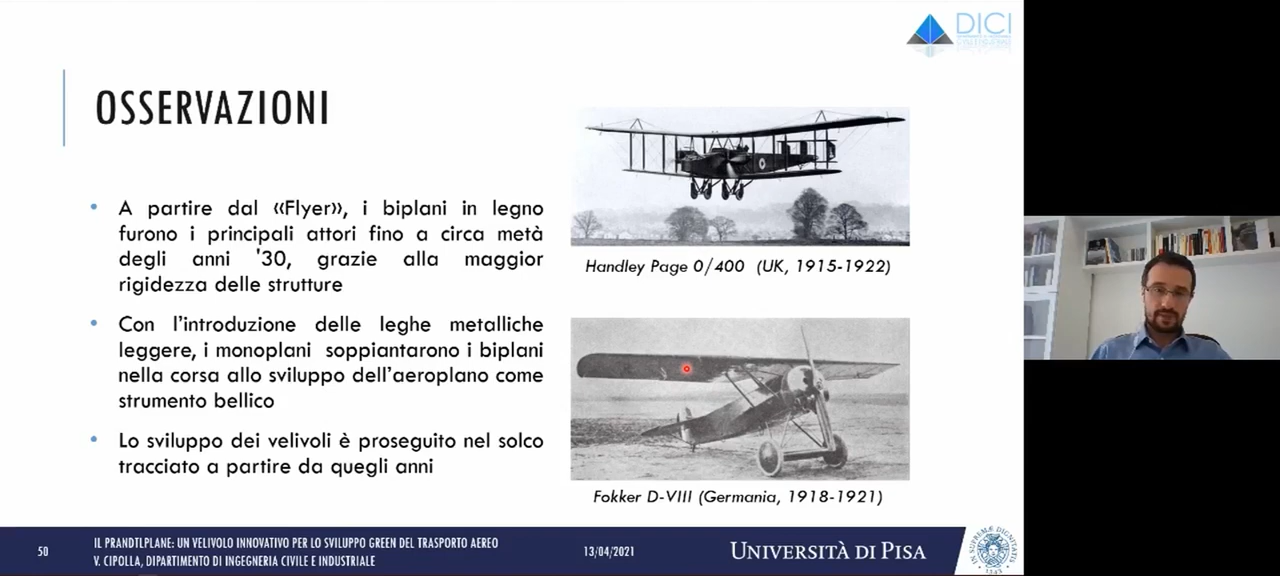 DICI
OSSERVAZIONI
• A partire dal «Flyer», i biplani in legno
furono i principali attori fino a circa metà
degli anni '30, grazie alla maggior
rigidezza delle strutture
• Con l'introduzione delle leghe metalliche
leggere, i monoplani soppiantarono i biplani
nella corsa allo sviluppo dell'aeroplano come
strumento bellico
• Lo sviluppo dei velivoli è proseguito nel solco
tracciato a partire da quegli anni
Handley Page 0/400 (UK, 1915-1922)
Fokker D-VIII (Germania, 1918-1921)
50
IL PRANDTLPLANE: UN VELIVOLO INNOVATIVO PER LO SVILUPPO GREEN DEL TRASPORTO AEREO
V. CIPOLLA, DIPARTIMENTO DI INGEGNERIA CIVILE E INDUSTRIALE
13/04/2021
UNIVERSITÀ DI PISA